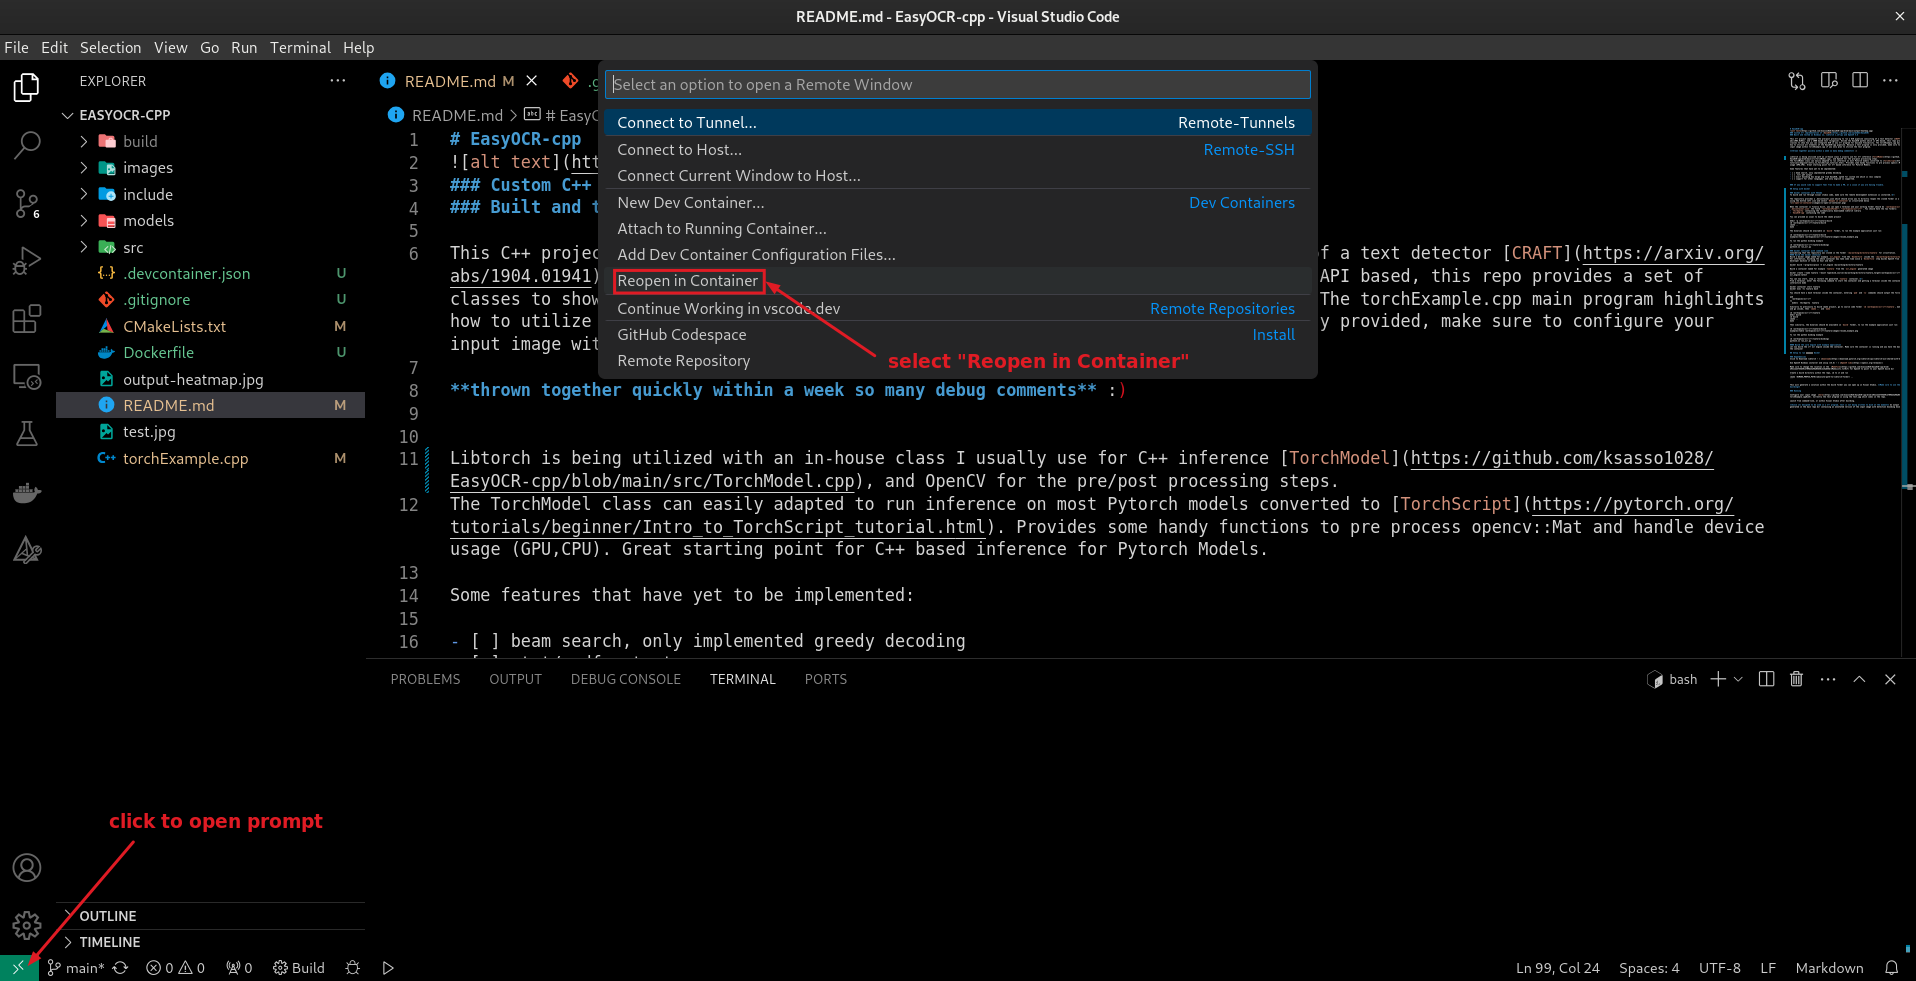 README.md - EasyOCR-cpp - Visual Studio Code
File Edit Selection View Go Run Terminal Help
EXPLORER
EASYOCR-CPP
build
images
include
models
src
.devcontainer.json U
.gitignore U
CMakeLists.txt M
Dockerfile U
output-heatmap.jpg
README.md M
test.jpg
torchExample.cpp M
click to open prompt
OUTLINE
TIMELINE
README.md M
.g
README.md > # EasyO
Select an option to open a Remote Window
Connect to Tunnel... Remote-Tunnels
Connect to Host... Remote-SSH
Connect Current Window to Host...
New Dev Container... Dev Containers
Attach to Running Container...
Add Dev Container Configuration Files...
Reopen in Container
Continue Working in vscode.dev Remote Repositories
GitHub Codespace Install
Remote Repository
select "Reopen in Container"
1 # EasyOCR-cpp
2 ![alt text](htt
3 ### Custom C++
4 ### Built and t
5
6 This C++ projec f a text detector [CRAFT](https://arxiv.org/
abs/1904.01941) API based, this repo provides a set of
classes to show The torchExample.cpp main program highlights
how to utilize y provided, make sure to configure your
input image wit
7
8 **thrown together quickly within a week so many debug comments** :)
9
10
11 Libtorch is being utilized with an in-house class I usually use for C++ inference [TorchModel](https://github.com/ksasso1028/
EasyOCR-cpp/blob/main/src/TorchModel.cpp), and OpenCV for the pre/post processing steps.
12 The TorchModel class can easily adapted to run inference on most Pytorch models converted to [TorchScript](https://pytorch.org/
tutorials/beginner/Intro_to_TorchScript_tutorial.html). Provides some handy functions to pre process opencv::Mat and handle device
usage (GPU,CPU). Great starting point for C++ based inference for Pytorch Models.
13
14 Some features that have yet to be implemented:
15
16 - [ ] beam search, only implemented greedy decoding
PROBLEMS OUTPUT DEBUG CONSOLE TERMINAL PORTS
bash
main* 0 0 0 Build
Ln 99, Col 24 Spaces: 4 UTF-8 LF Markdown